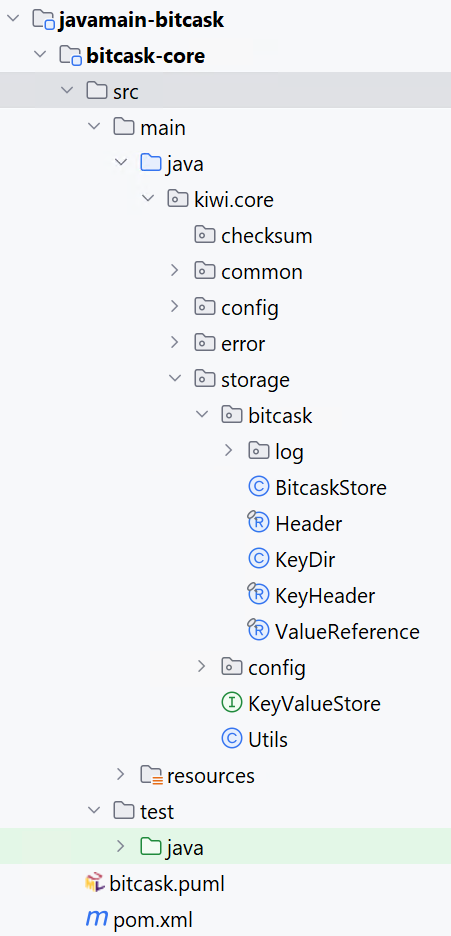 javamain-bitcask
bitcask-core
src
main
java
kiwi.core
checksum
common
config
error
storage
bitcask
log
C BitcaskStore
R Header
C KeyDir
R KeyHeader
R ValueReference
config
I KeyValueStore
C Utils
resources
test
java
bitcask.puml
m pom.xml